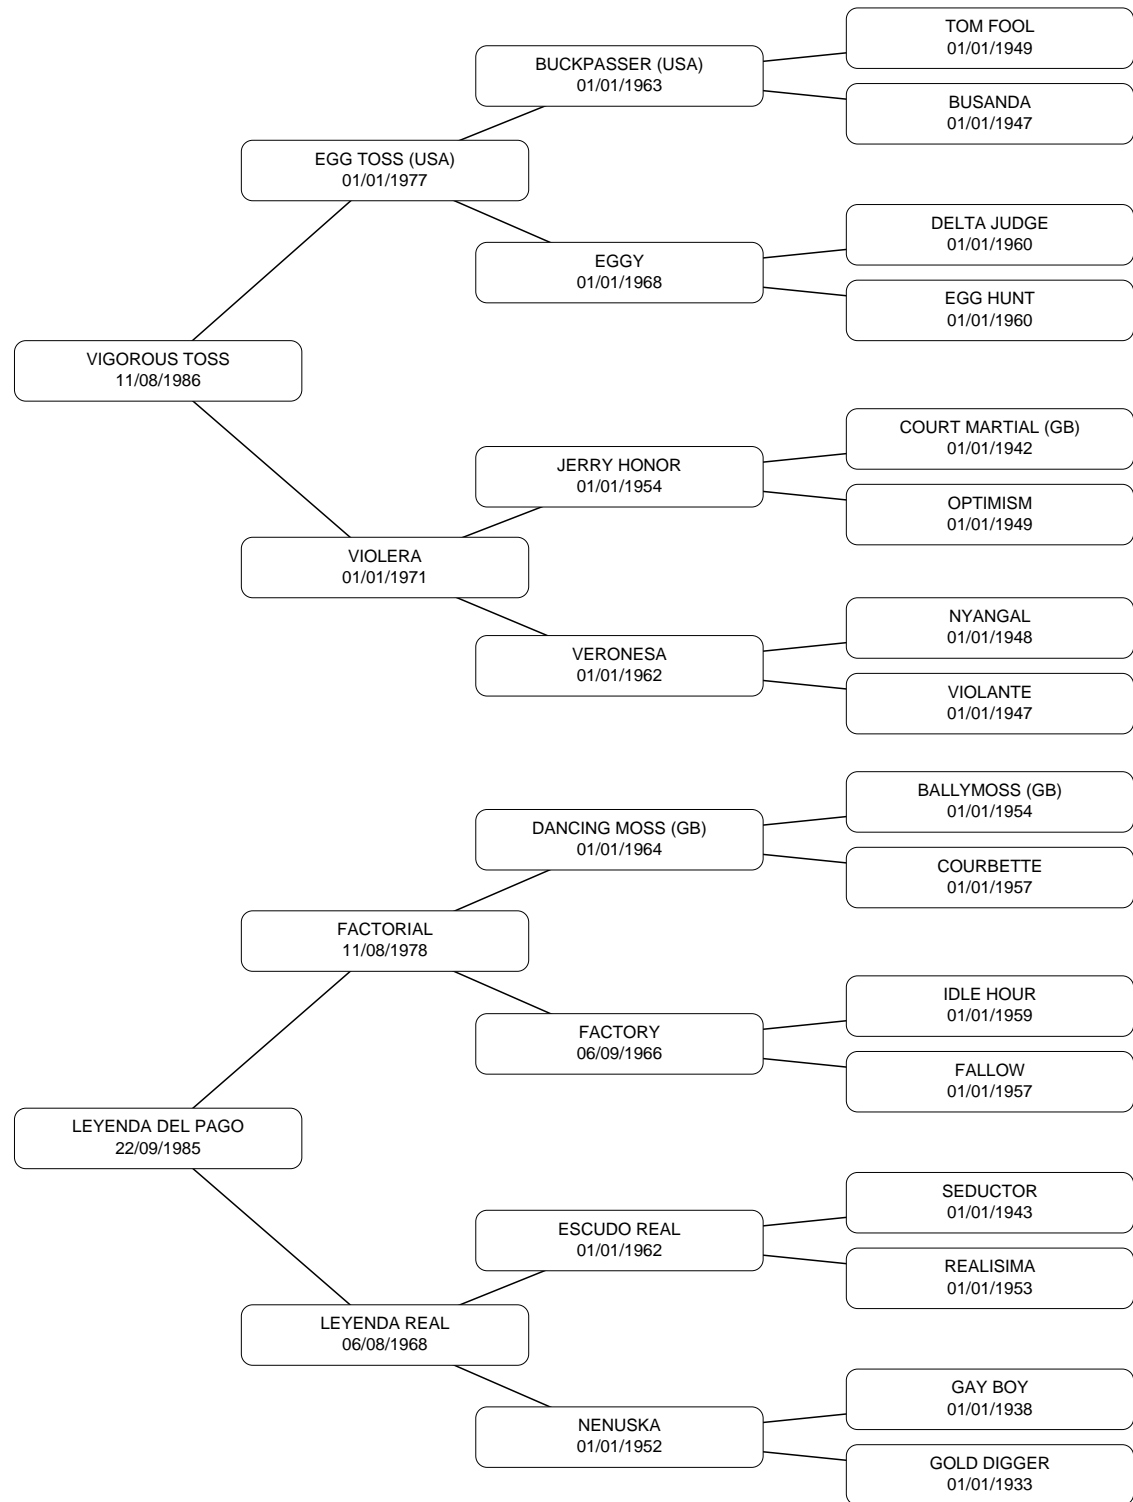 TOM FOOL
01/01/1949
BUCKPASSER (USA)
01/01/1963
BUSANDA
01/01/1947
EGG TOSS (USA)
01/01/1977
DELTA JUDGE
01/01/1960
EGGY
01/01/1968
EGG HUNT
01/01/1960
VIGOROUS TOSS
11/08/1986
COURT MARTIAL (GB)
01/01/1942
JERRY HONOR
01/01/1954
OPTIMISM
01/01/1949
VIOLERA
01/01/1971
NYANGAL
01/01/1948
VERONESA
01/01/1962
VIOLANTE
01/01/1947
BALLYMOSS (GB)
01/01/1954
DANCING MOSS (GB)
01/01/1964
COURBETTE
01/01/1957
FACTORIAL
11/08/1978
IDLE HOUR
01/01/1959
FACTORY
06/09/1966
FALLOW
01/01/1957
LEYENDA DEL PAGO
22/09/1985
SEDUCTOR
01/01/1943
ESCUDO REAL
01/01/1962
REALISIMA
01/01/1953
LEYENDA REAL
06/08/1968
GAY BOY
01/01/1938
NENUSKA
01/01/1952
GOLD DIGGER
01/01/1933